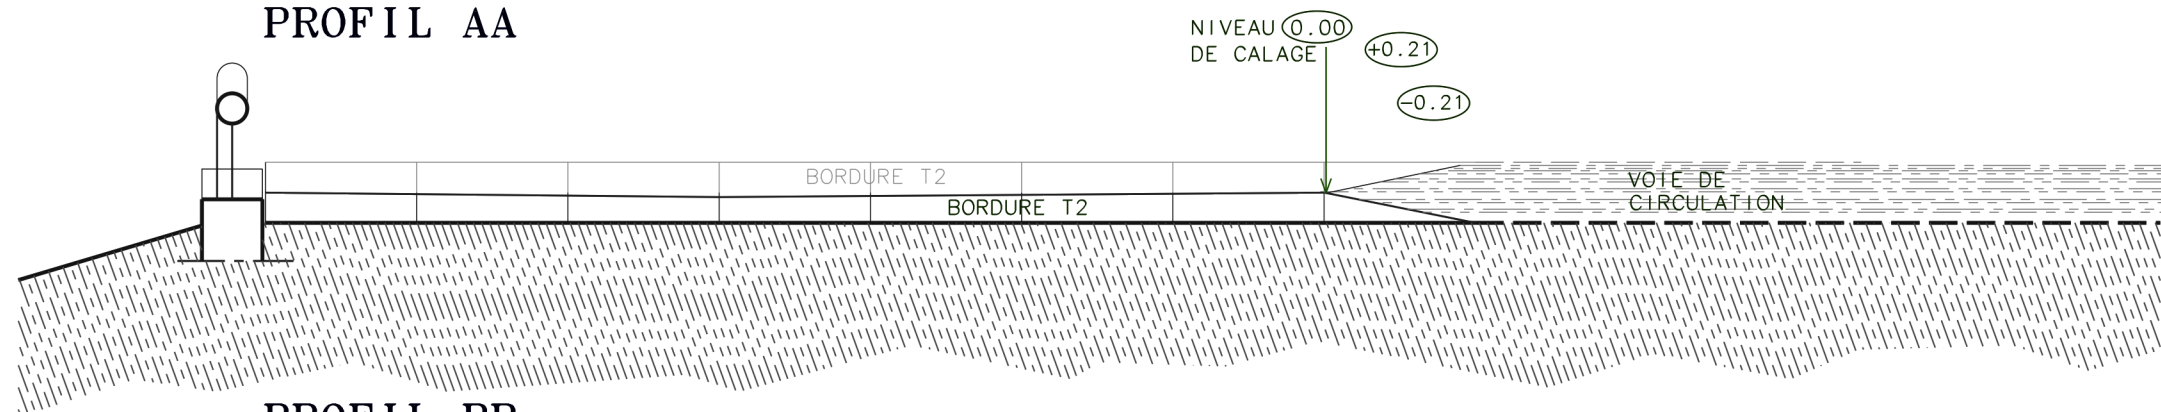 PROFIL AA
NIVEAU 0.00
DE CALAGE
+0.21
-0.21
BORDURE T2
BORDURE T2
VOIE DE
CIRCULATION